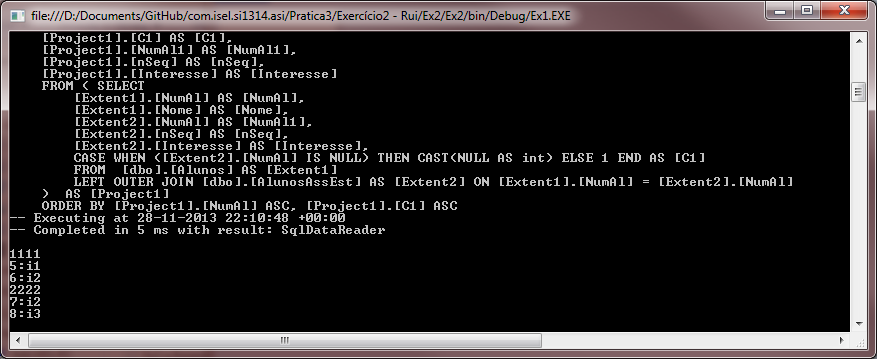 file:///D:/Documents/GitHub/com.isel.si1314.asi/Pratica3/Exercício2 - Rui/Ex2/Ex2/bin/Debug/Ex1.EXE
[Project1].[C1] AS [C1],
[Project1].[NumAl1] AS [NumAl1],
[Project1].[nSeq] AS [nSeq],
[Project1].[Interesse] AS [Interesse]
FROM ( SELECT
[Extent1].[NumAl] AS [NumAl],
[Extent1].[Nome] AS [Nome],
[Extent2].[NumAl] AS [NumAl1],
[Extent2].[nSeq] AS [nSeq],
[Extent2].[Interesse] AS [Interesse],
CASE WHEN ([Extent2].[NumAl] IS NULL) THEN CAST(NULL AS int) ELSE 1 END AS [C1]
FROM  [dbo].[Alunos] AS [Extent1]
LEFT OUTER JOIN [dbo].[AlunosAssEst] AS [Extent2] ON [Extent1].[NumAl] = [Extent2].[NumAl]
)  AS [Project1]
ORDER BY [Project1].[NumAl] ASC, [Project1].[C1] ASC
-- Executing at 28-11-2013 22:10:48 +00:00
-- Completed in 5 ms with result: SqlDataReader
1111
5:i1
6:i2
2222
7:i2
8:i3